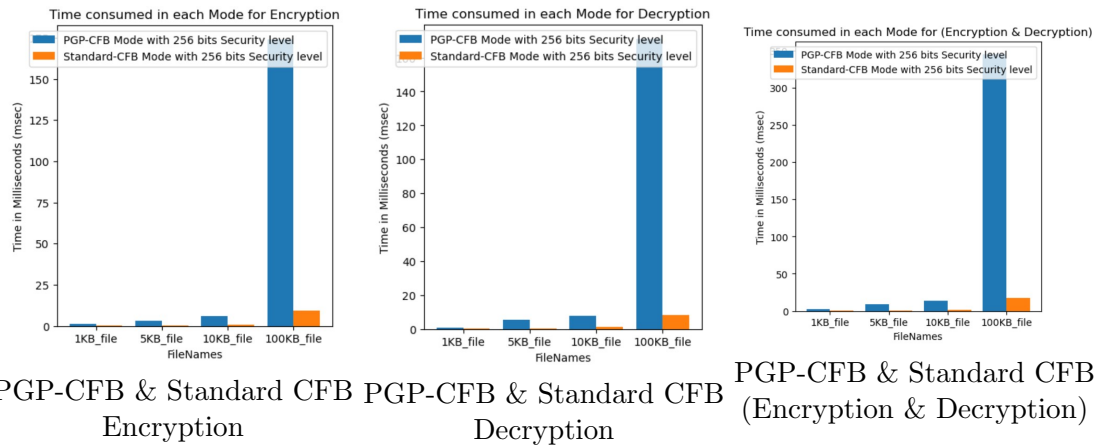 Time consumed in each Mode for Encryption
PGP-CFB Mode with 256 bits Security level
Standard-CFB Mode with 256 bits Security level
150
125
100
75
50
25
0
Time in Milliseconds (msec)
1KB_file 5KB_file 10KB_file 100KB_file
FileNames
PGP-CFB & Standard CFB
Encryption
Time consumed in each Mode for Decryption
PGP-CFB Mode with 256 bits Security level
Standard-CFB Mode with 256 bits Security level
140
120
100
80
60
40
20
0
Time in Milliseconds (msec)
1KB_file 5KB_file 10KB_file 100KB_file
FileNames
PGP-CFB & Standard CFB
Decryption
Time consumed in each Mode for (Encryption & Decryption)
PGP-CFB Mode with 256 bits Security level
Standard-CFB Mode with 256 bits Security level
300
250
200
150
100
50
0
Time in Milliseconds (msec)
1KB_file 5KB_file 10KB_file 100KB_file
FileNames
PGP-CFB & Standard CFB
(Encryption & Decryption)